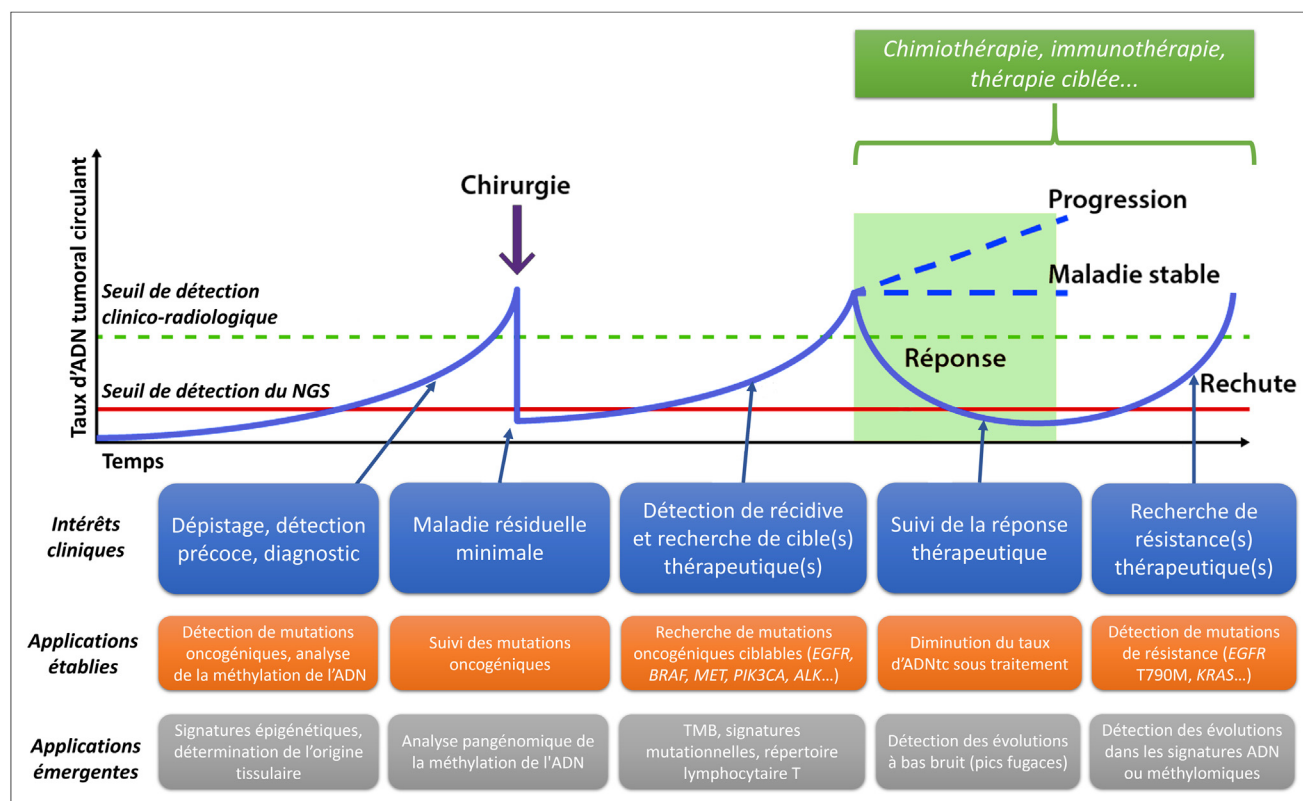 Chimiothérapie, immunothérapie,
thérapie ciblée...
Taux d’ADN tumoral circulant
Chirurgie
Progression
Maladie stable
Seuil de détection
clinico-radiologique
Réponse
Seuil de détection du NGS
Rechute
Temps
Intérêts
cliniques
Dépistage, détection
précoce, diagnostic
Maladie résiduelle
minimale
Détection de récidive
et recherche de cible(s)
thérapeutique(s)
Suivi de la réponse
thérapeutique
Recherche de
résistance(s)
thérapeutique(s)
Applications
établies
Détection de mutations
oncogéniques, analyse
de la méthylation de l’ADN
Suivi des mutations
oncogéniques
Recherche de mutations
oncogéniques ciblables (EGFR,
BRAF, MET, PIK3CA, ALK…)
Diminution du taux
d’ADNtc sous traitement
Détection de mutations
de résistance (EGFR
T790M, KRAS…)
Applications
émergentes
Signatures épigénétiques,
détermination de l’origine
tissulaire
Analyse pangénomique de
la méthylation de l'ADN
TMB, signatures
mutationnelles, répertoire
lymphocytaire T
Détection des évolutions
à bas bruit (pics fugaces)
Détection des évolutions
dans les signatures ADN
ou méthylomiques